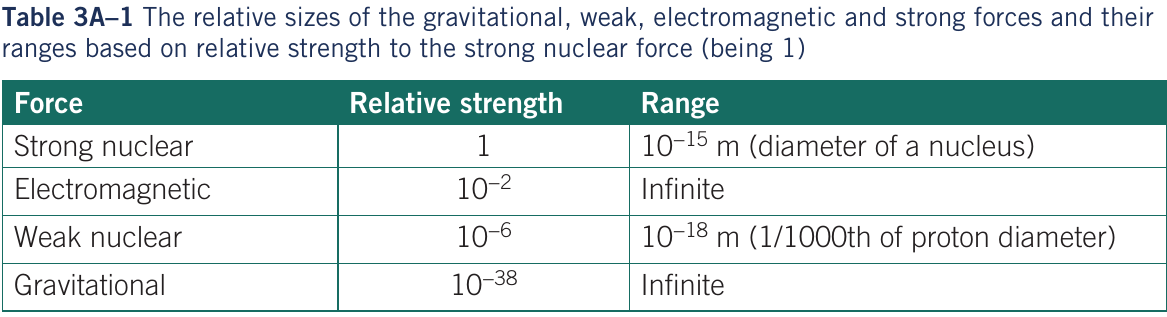 Table 3A–1 The relative sizes of the gravitational, weak, electromagnetic and strong forces and their
ranges based on relative strength to the strong nuclear force (being 1)
Force Relative strength Range
Strong nuclear 1 10⁻¹⁵ m (diameter of a nucleus)
Electromagnetic 10⁻² Infinite
Weak nuclear 10⁻⁶ 10⁻¹⁸ m (1/1000th of proton diameter)
Gravitational 10⁻³⁸ Infinite